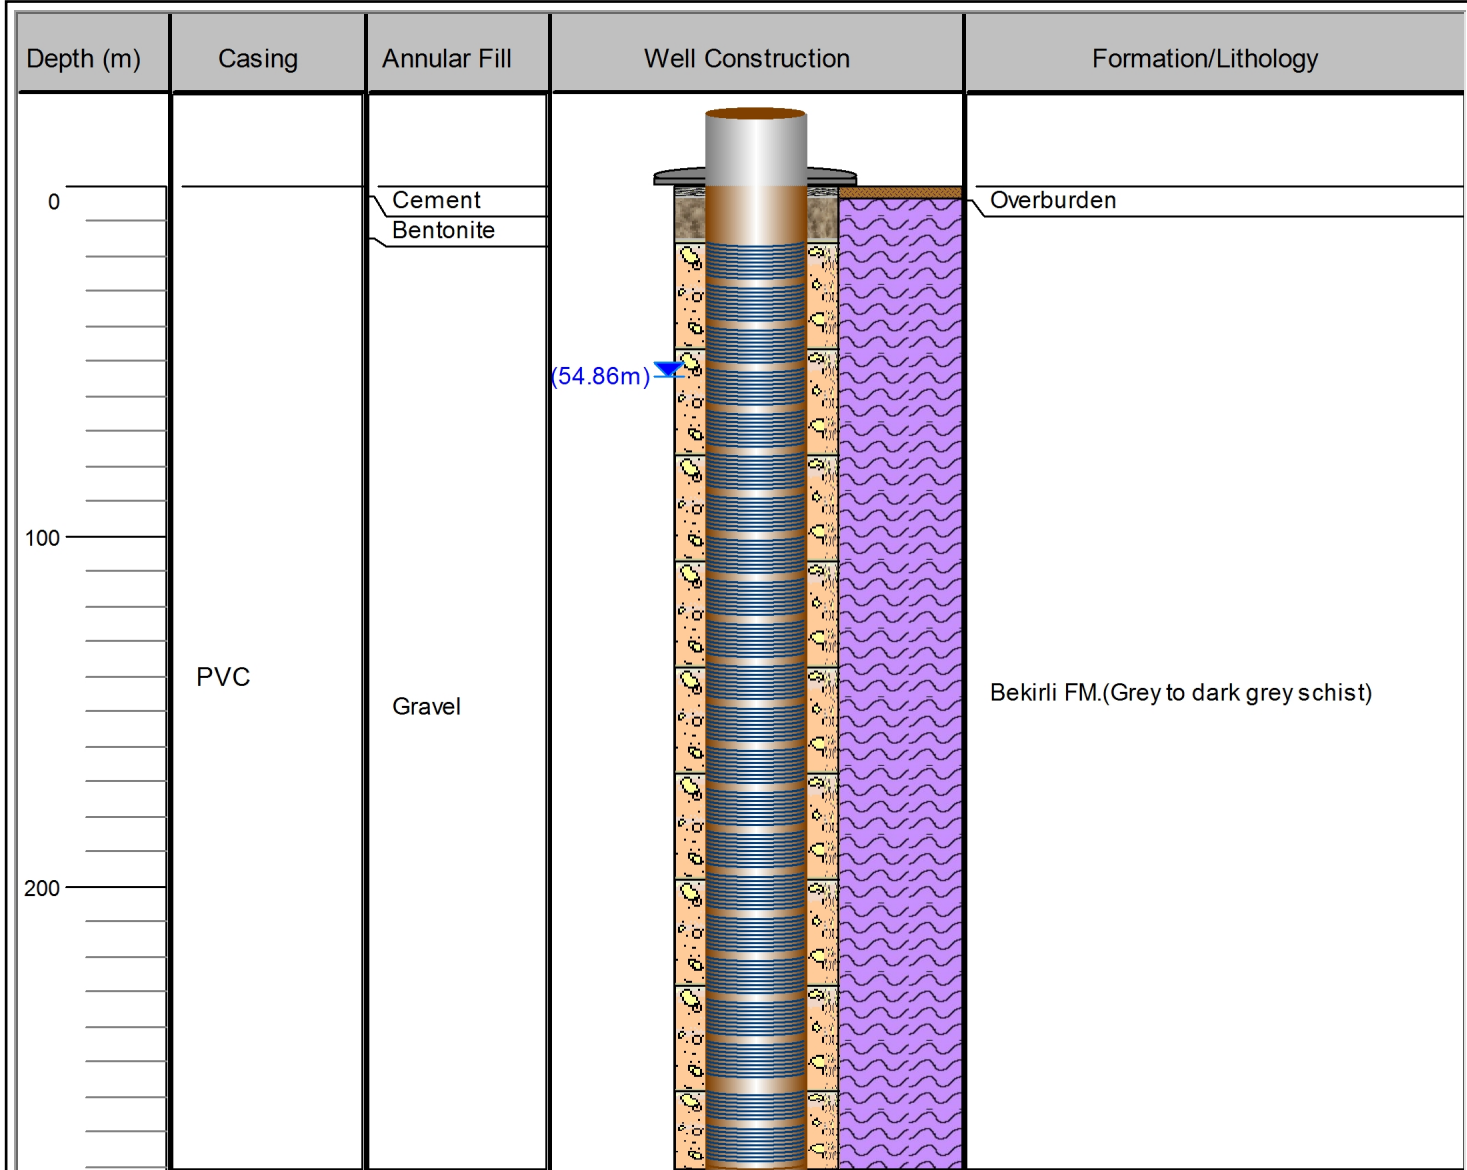 Depth (m) Casing Annular Fill Well Construction Formation/Lithology
0 Cement Overburden
Bentonite
(54.86m)
100
PVC
Gravel Bekirli FM.(Grey to dark grey schist)
200